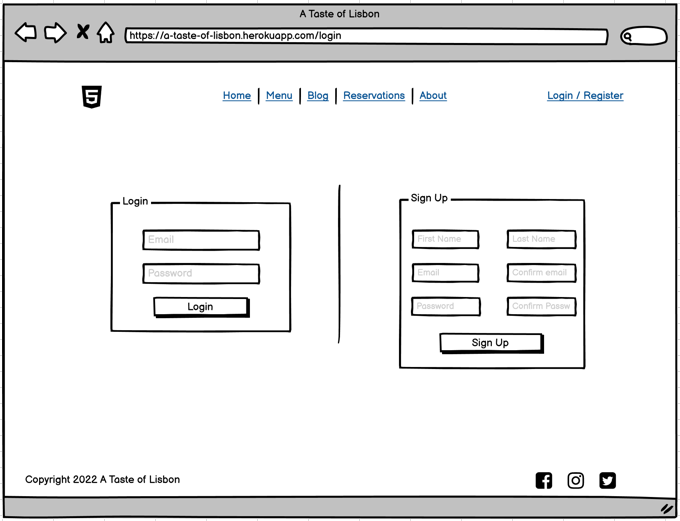 A Taste of Lisbon
https://a-taste-of-lisbon.herokuapp.com/login
5
Home Menu Blog Reservations About Login / Register
Login
Email
Password
Login
Sign Up
First Name Last Name
Email Confirm email
Password Confirm Passw
Sign Up
Copyright 2022 A Taste of Lisbon